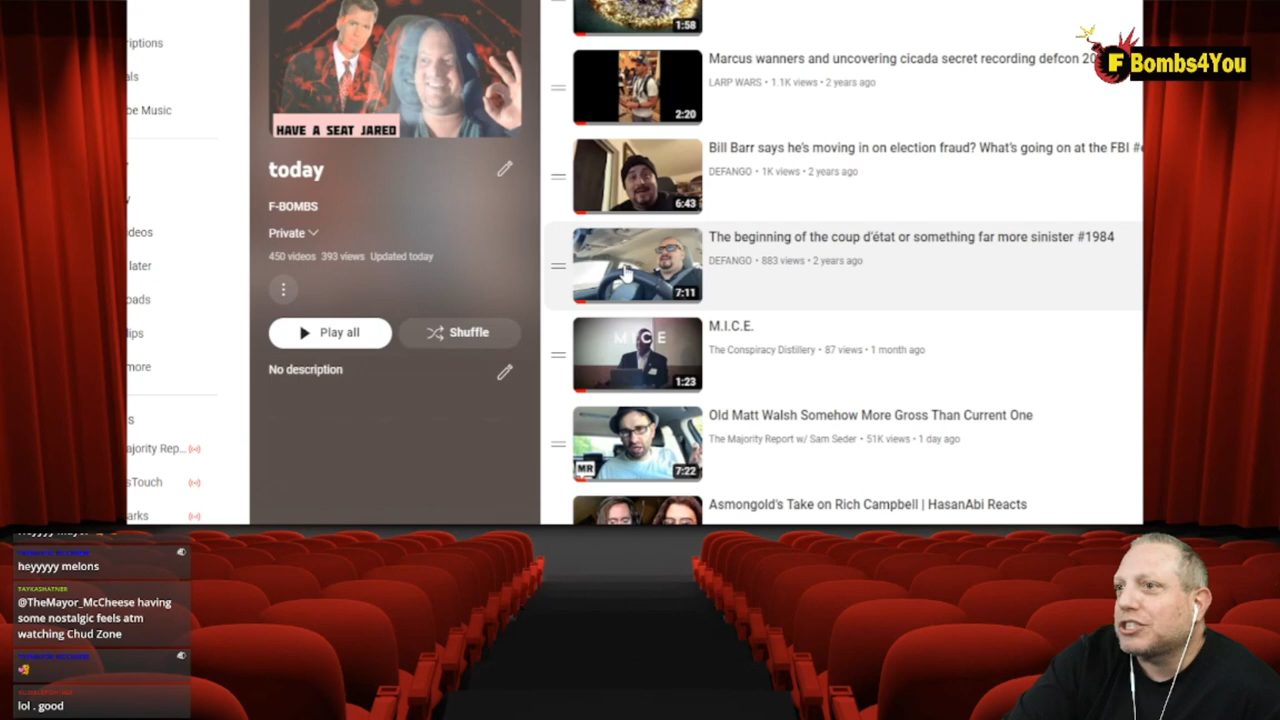 riptions
1:58
als
be Music
HAVE A SEAT JARED
today
F-BOMBS
Private
450 videos 393 views Updated today
Play all
Shuffle
No description
deos
later
oads
lips
more
s
ajority Rep...
sTouch
arks
Marcus wanners and uncovering cicada secret recording defcon 20
LARP WARS • 1.1K views • 2 years ago
2:20
Bill Barr says he's moving in on election fraud? What's going on at the FBI #
DEFANGO • 1K views • 2 years ago
6:43
The beginning of the coup d'état or something far more sinister #1984
DEFANGO • 883 views • 2 years ago
7:11
M.I.C.E.
The Conspiracy Distillery • 87 views • 1 month ago
M.I.C.E
1:23
Old Matt Walsh Somehow More Gross Than Current One
The Majority Report w/ Sam Seder • 51K views • 1 day ago
MR
7:22
Asmongold's Take on Rich Campbell | HasanAbi Reacts
F Bombs4You
heyyyyy melons
TAYKASHATNER
@TheMayor_McCheese having
some nostalgic feels atm
watching Chud Zone
lol . good